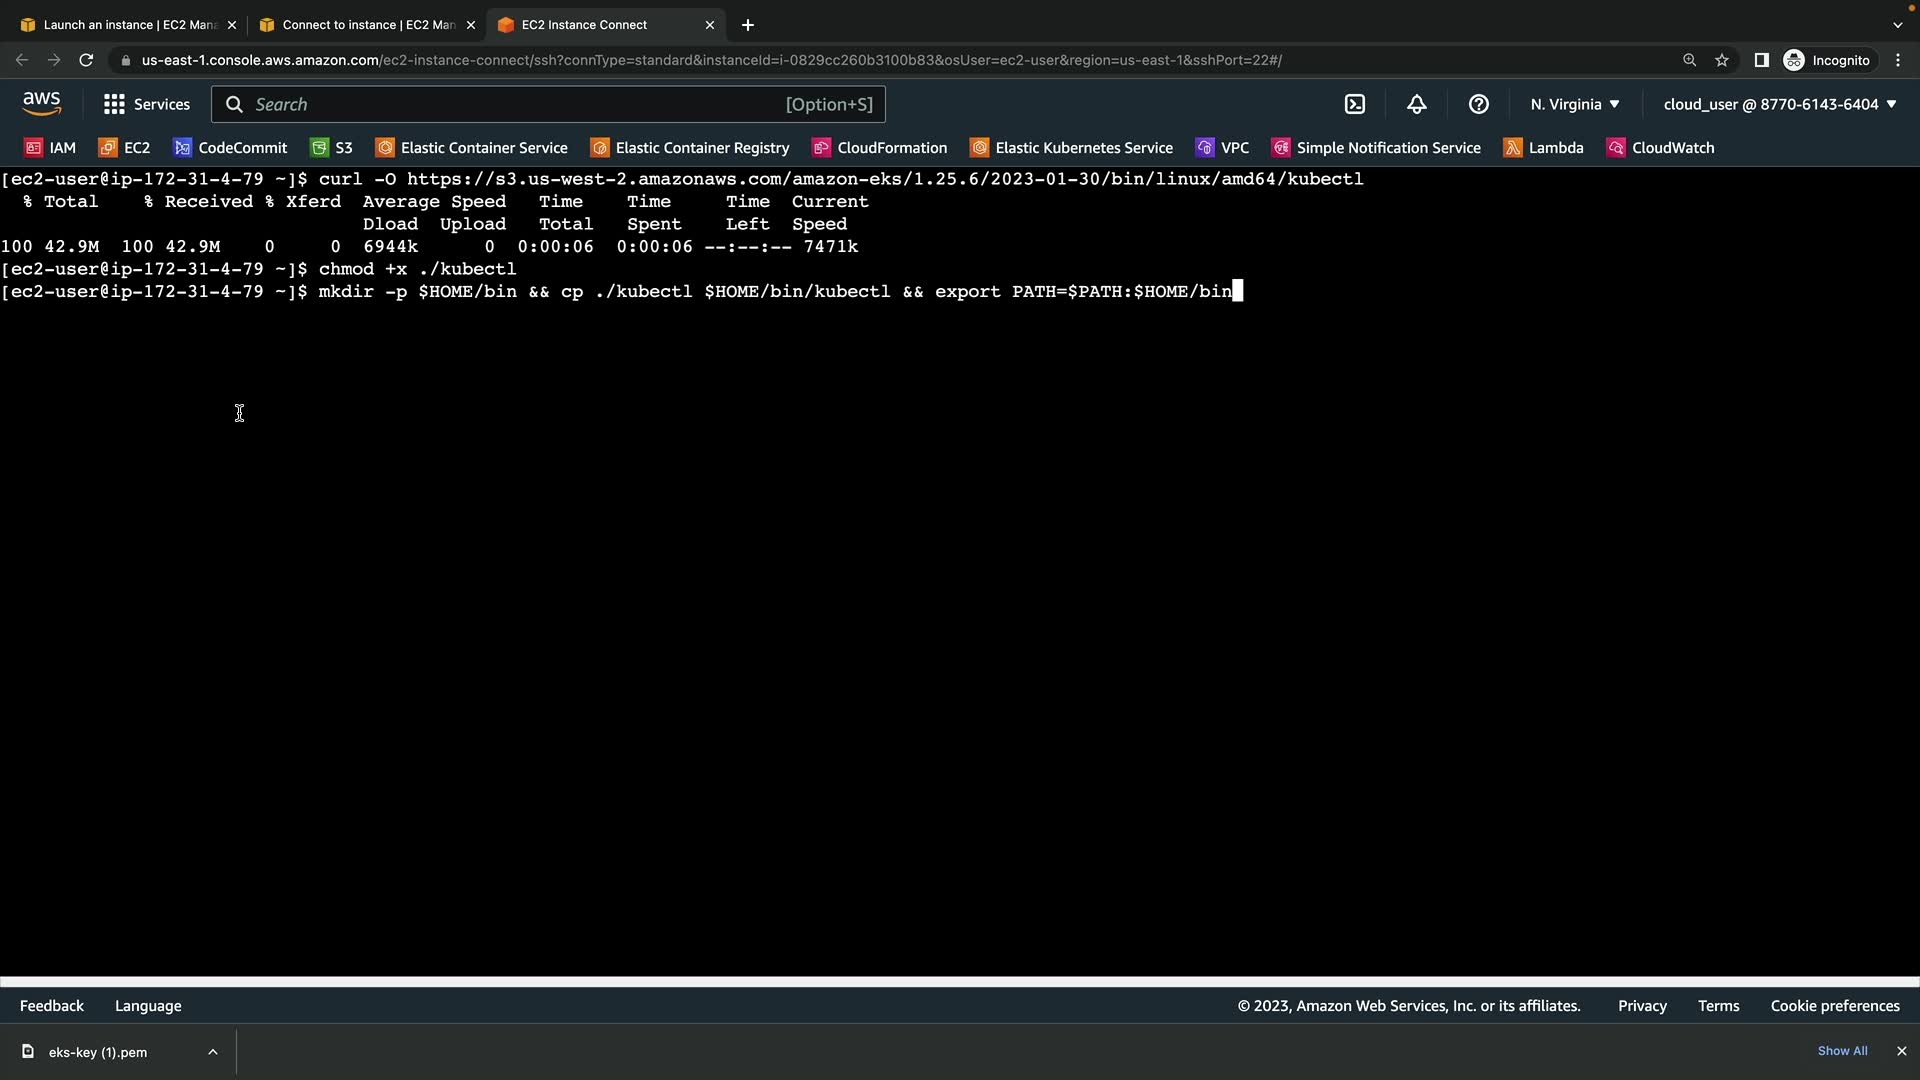 Launch an instance | EC2 Mana
Connect to instance | EC2 Man
EC2 Instance Connect
us-east-1.console.aws.amazon.com/ec2-instance-connect/ssh?connType=standard&instanceId=i-0829cc260b3100b83&osUser=ec2-user&region=us-east-1&sshPort=22#/
Incognito
aws
Services
Search
[Option+S]
N. Virginia
cloud_user @ 8770-6143-6404
IAM
EC2
CodeCommit
S3
Elastic Container Service
Elastic Container Registry
CloudFormation
Elastic Kubernetes Service
VPC
Simple Notification Service
Lambda
CloudWatch
[ec2-user@ip-172-31-4-79 ~]$ curl -O https://s3.us-west-2.amazonaws.com/amazon-eks/1.25.6/2023-01-30/bin/linux/amd64/kubectl
% Total % Received % Xferd Average Speed Time Time Time Current
Dload Upload Total Spent Left Speed
100 42.9M 100 42.9M 0 0 6944k 0 0:00:06 0:00:06 --:--:-- 7471k
[ec2-user@ip-172-31-4-79 ~]$ chmod +x ./kubectl
[ec2-user@ip-172-31-4-79 ~]$ mkdir -p $HOME/bin && cp ./kubectl $HOME/bin/kubectl && export PATH=$PATH:$HOME/bin
Feedback
Language
© 2023, Amazon Web Services, Inc. or its affiliates.
Privacy
Terms
Cookie preferences
eks-key (1).pem
Show All